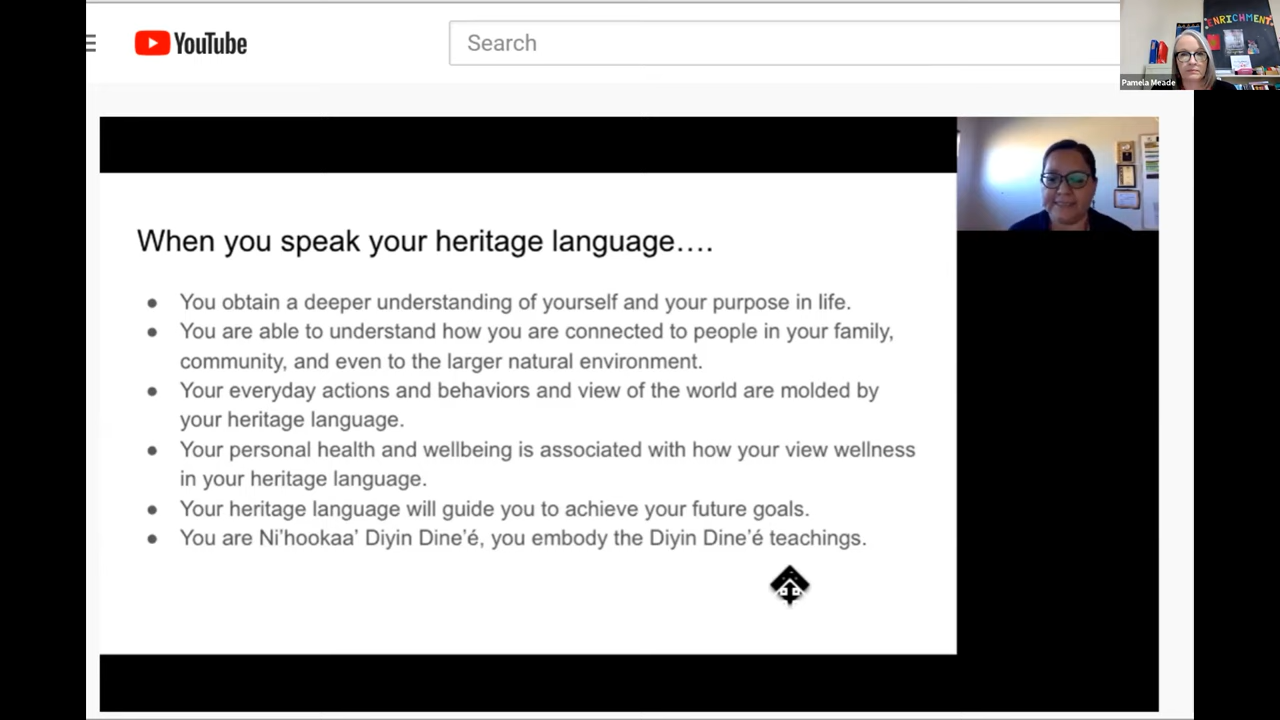 YouTube
Search
ENRICHMENT
Pamela Meade
When you speak your heritage language….
● You obtain a deeper understanding of yourself and your purpose in life.
● You are able to understand how you are connected to people in your family,
community, and even to the larger natural environment.
● Your everyday actions and behaviors and view of the world are molded by
your heritage language.
● Your personal health and wellbeing is associated with how your view wellness
in your heritage language.
● Your heritage language will guide you to achieve your future goals.
● You are Ni’hookaa’ Diyin Dine’é, you embody the Diyin Dine’é teachings.